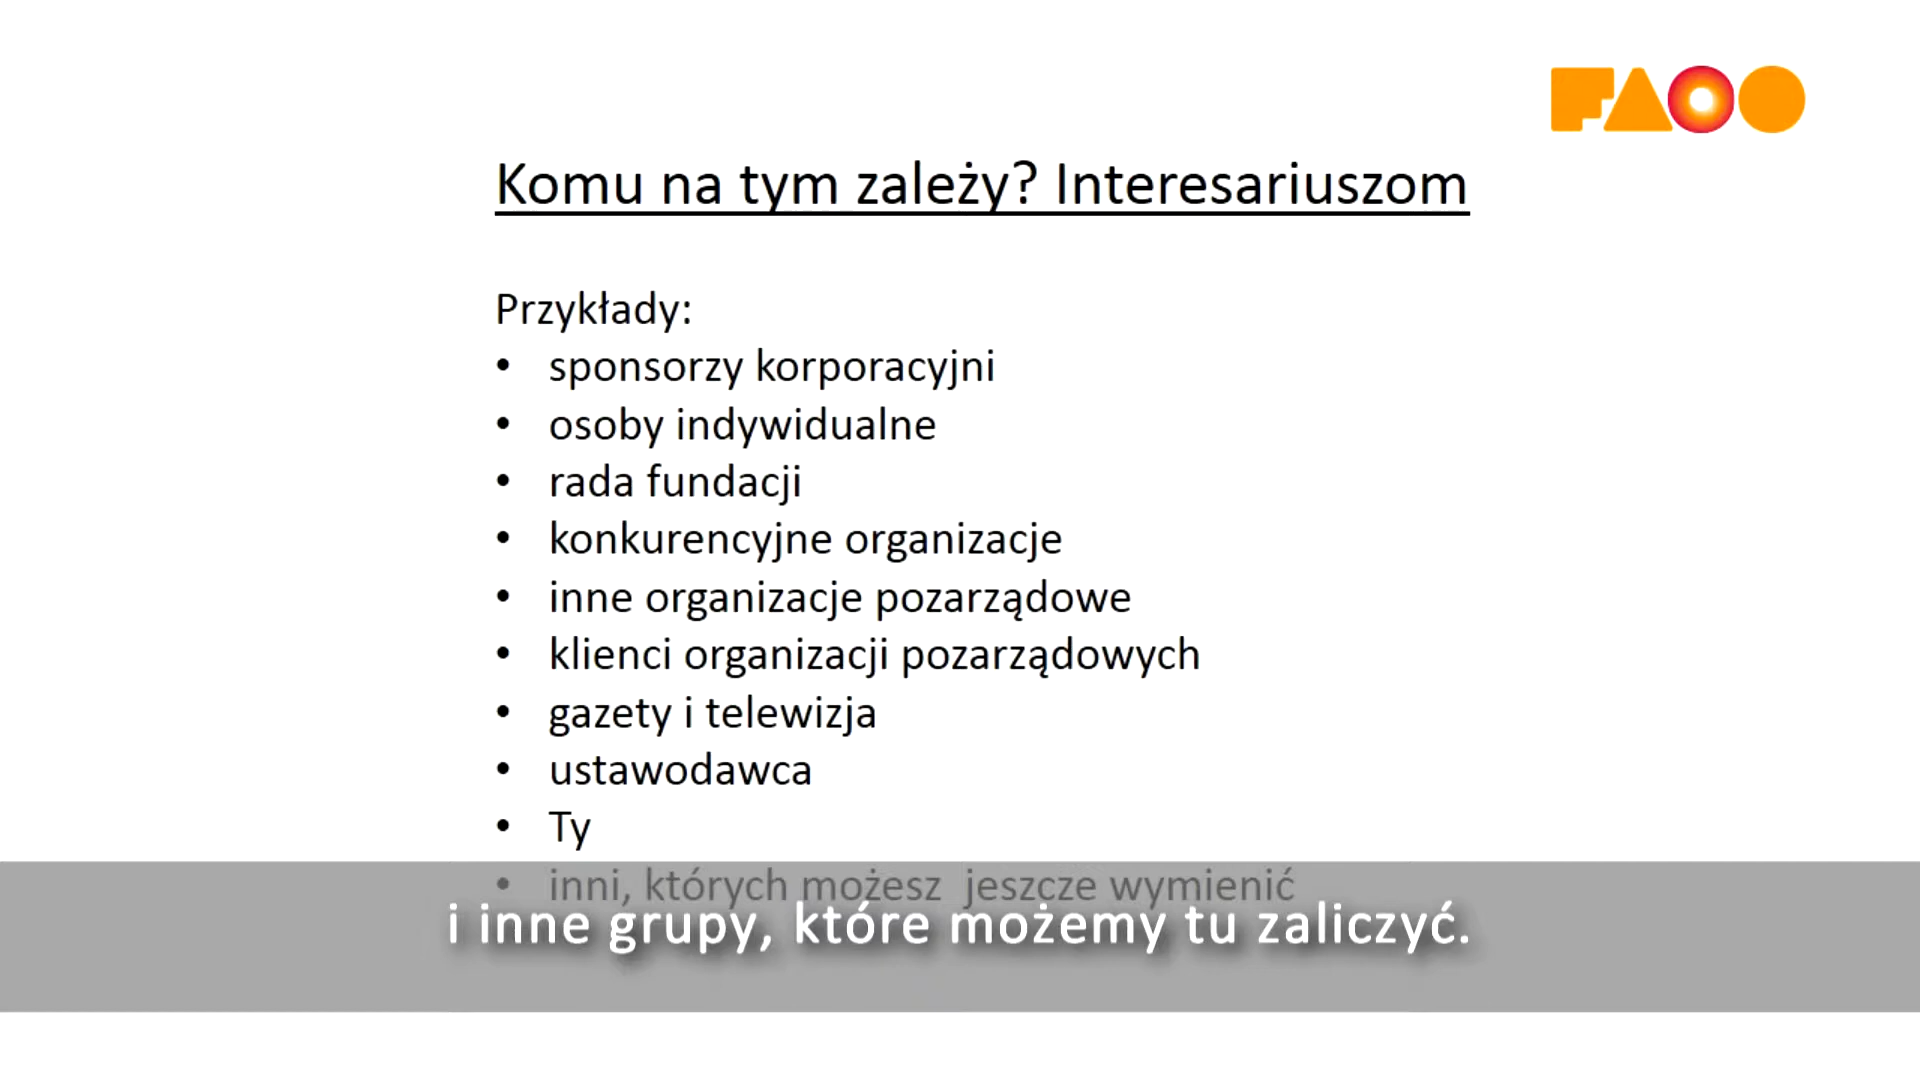 FAOO
Komu na tym zależy? Interesariuszom
Przykłady:
• sponsorzy korporacyjni
• osoby indywidualne
• rada fundacji
• konkurencyjne organizacje
• inne organizacje pozarządowe
• klienci organizacji pozarządowych
• gazety i telewizja
• ustawodawca
• Ty
• inni, których możesz  jeszcze wymienić
i inne grupy, które możemy tu zaliczyć.